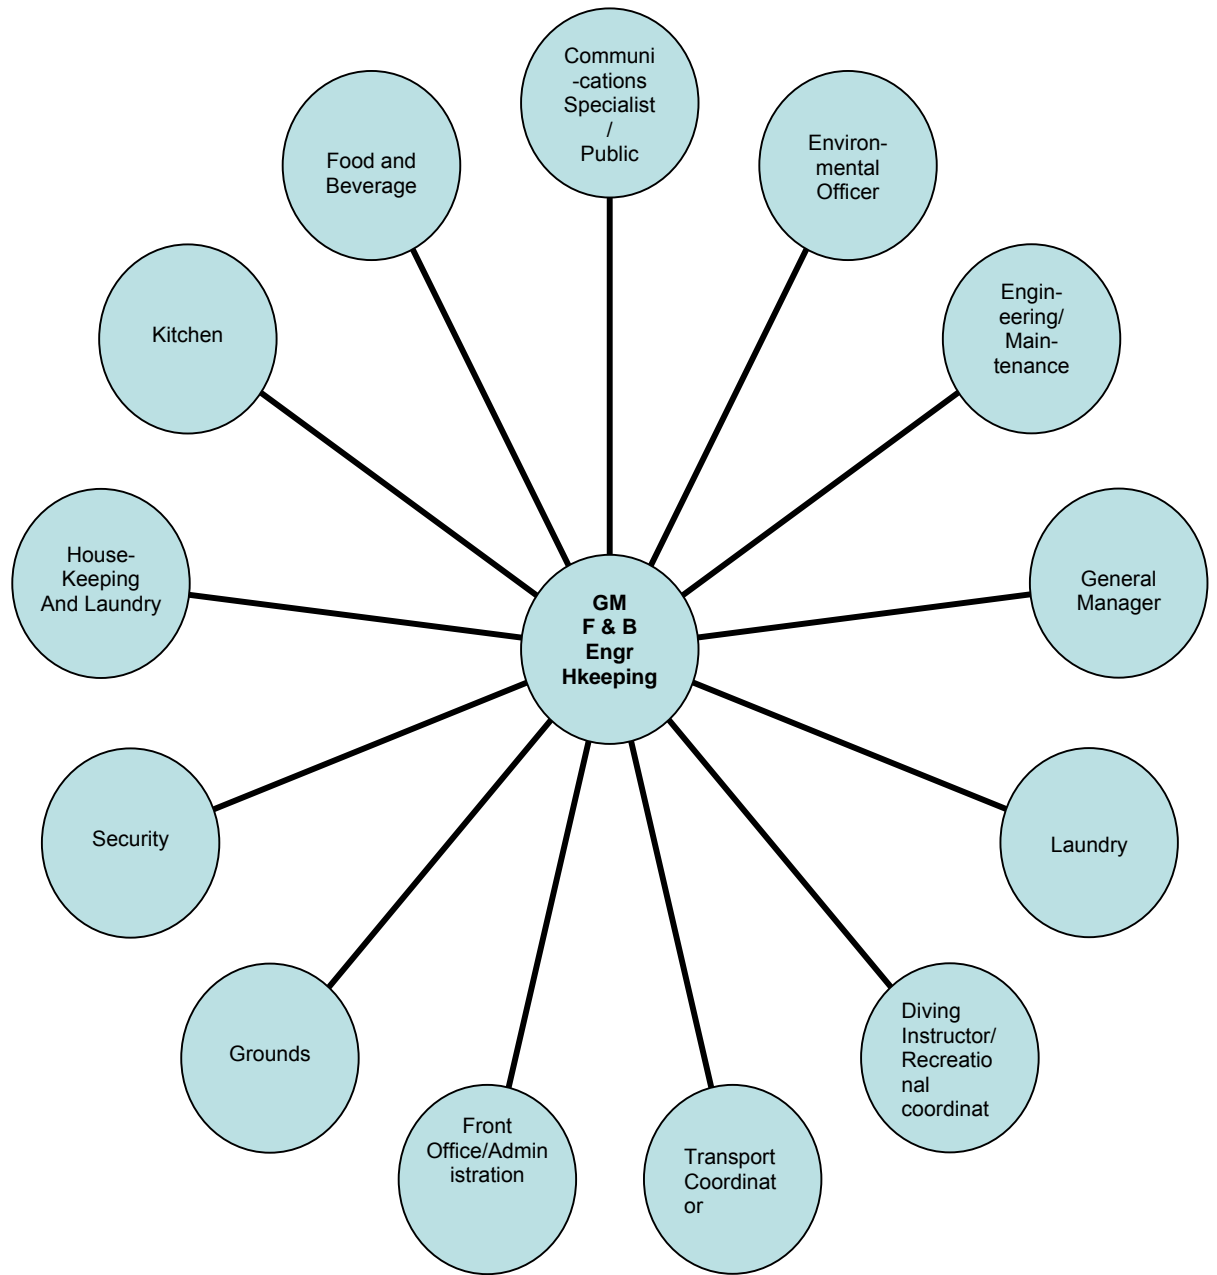 Communi
-cations
Specialist
/
Public
Environ-
mental
Officer
Engin-
eering/
Main-
tenance
General
Manager
Laundry
Diving
Instructor/
Recreatio
nal
coordinat
Transport
Coordinat
or
Front
Office/Admin
istration
Grounds
Security
House-
Keeping
And Laundry
Kitchen
Food and
Beverage
GM
F & B
Engr
Hkeeping